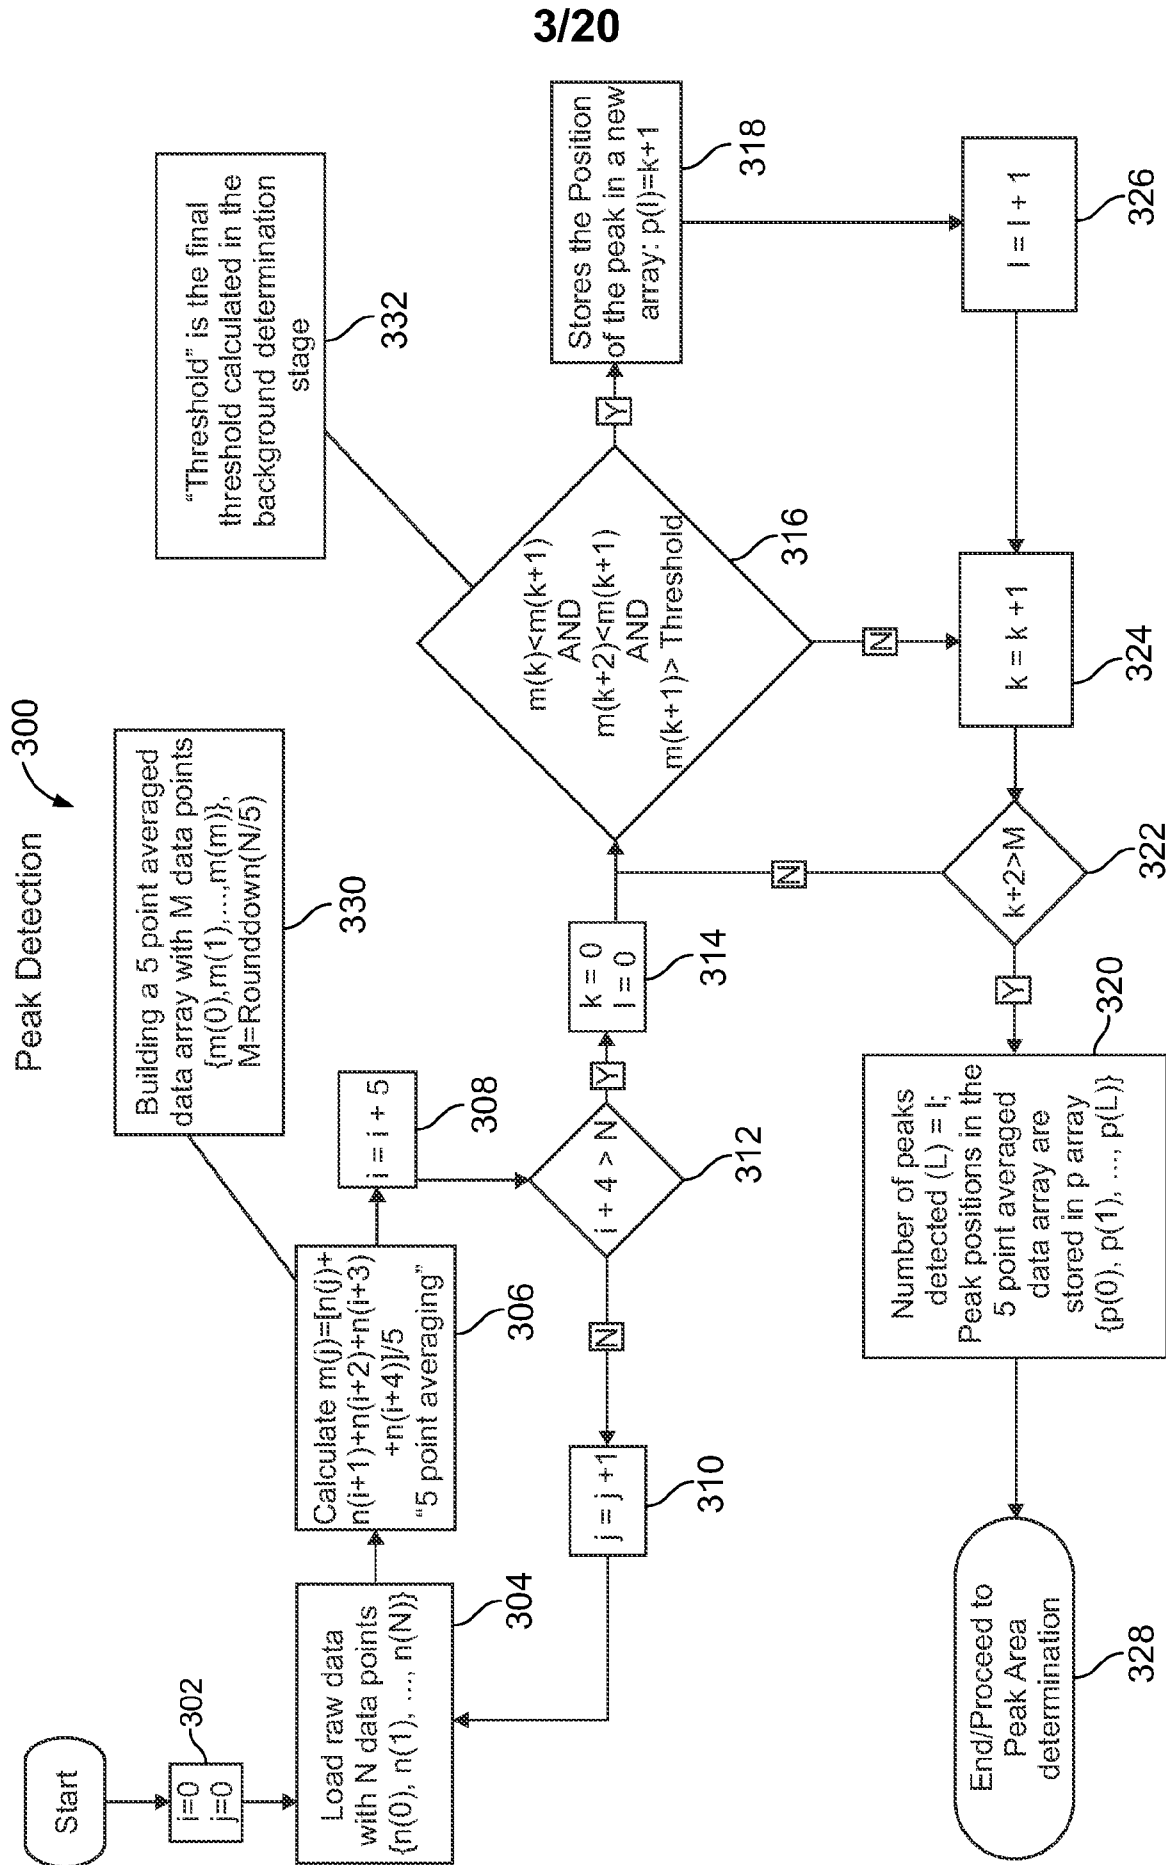 3/20
Peak Detection
300
Start
i=0
j=0
302
Load raw data
with N data points
{n(0), n(1), ..., n(N)}
304
Calculate m(j)=[n(j)+
n(i+1)+n(i+2)+n(i+3)
+n(i+4)]/5
"5 point averaging"
306
Building a 5 point averaged
data array with M data points
{m(0),m(1),...,m(m)},
M=Rounddown(N/5)
330
i = i + 5
308
i + 4 > N
312
N
Y
j = j +1
310
k = 0
l = 0
314
m(k)<m(k+1)
AND
m(k+2)<m(k+1)
AND
m(k+1)> Threshold
316
"Threshold" is the final
threshold calculated in the
background determination
stage
332
Y
N
Stores the Position
of the peak in a new
array: p(l)=k+1
318
l = l + 1
326
k = k +1
324
k+2>M
322
N
Y
Number of peaks
detected (L) = l;
Peak positions in the
5 point averaged
data array are
stored in p array
{p(0), p(1), ..., p(L)}
320
End/Proceed to
Peak Area
determination
328